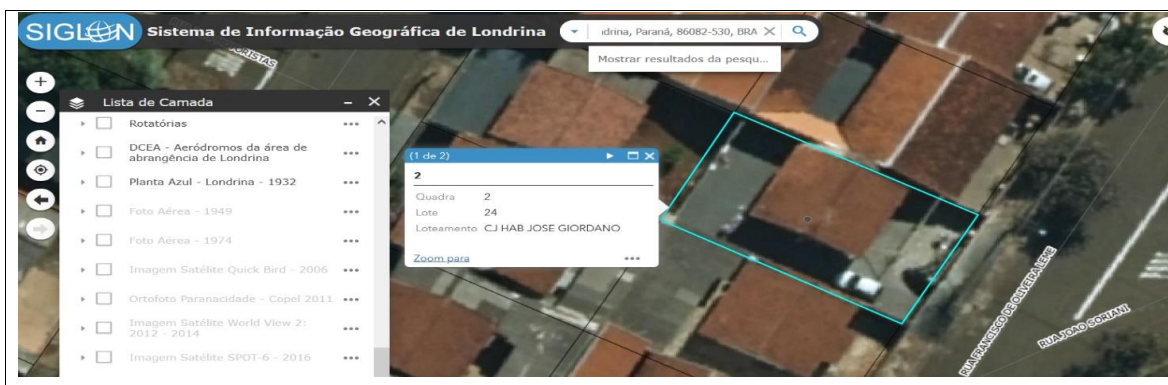 SIGLON Sistema de Informação Geográfica de Londrina
drina, Paraná, 86082-530, BRA
Mostrar resultados da pesqu...
ORISTAS
Lista de Camada
Rotatórias
DCEA - Aeródromos da área de
abrangência de Londrina
Planta Azul - Londrina - 1932
Foto Aérea - 1949
Foto Aérea - 1974
Imagem Satélite Quick Bird - 2006
Ortofoto Paranacidade - Copel 2011
Imagem Satélite World View 2:
2012 - 2014
Imagem Satélite SPOT-6 - 2016
(1 de 2)
2
Quadra 2
Lote 24
Loteamento CJ HAB JOSE GIORDANO
Zoom para
RUA FRANCISCO DE OLIVEIRA LEME
RUA JOAO SORIANI